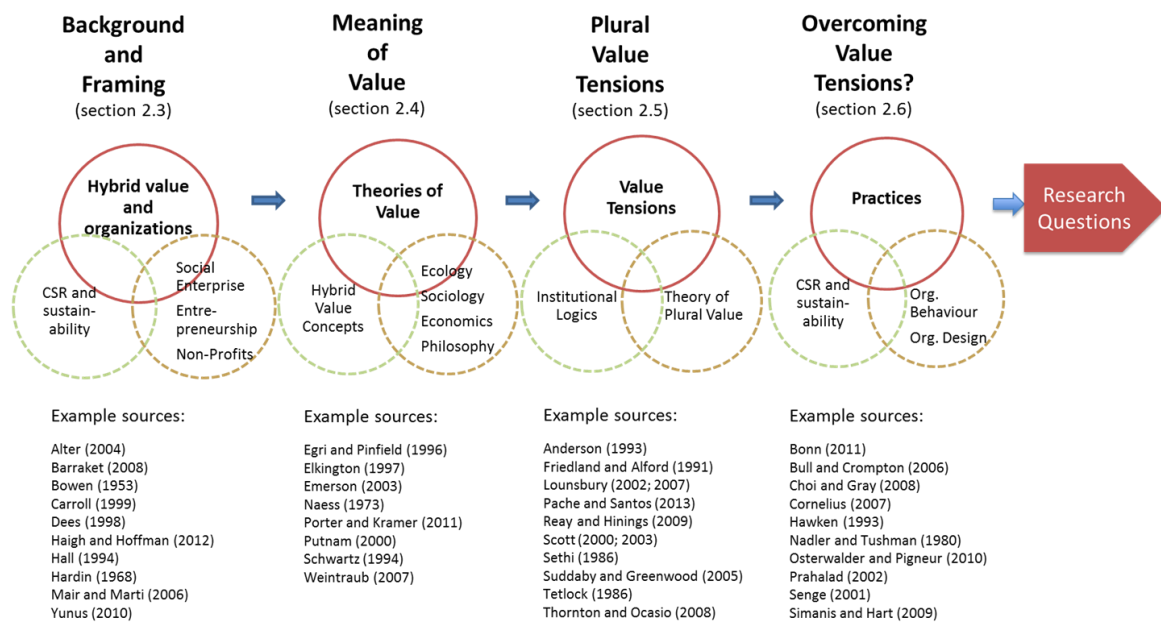 Background
and
Framing
(section 2.3)
Hybrid value
and
organizations
CSR and
sustain-
ability
Social
Enterprise
Entre-
preneurship
Non-Profits
Example sources:
Alter (2004)
Barraket (2008)
Bowen (1953)
Carroll (1999)
Dees (1998)
Haigh and Hoffman (2012)
Hall (1994)
Hardin (1968)
Mair and Marti (2006)
Yunus (2010)
Meaning
of
Value
(section 2.4)
Theories of
Value
Hybrid
Value
Concepts
Ecology
Sociology
Economics
Philosophy
Example sources:
Egri and Pinfield (1996)
Elkington (1997)
Emerson (2003)
Naess (1973)
Porter and Kramer (2011)
Putnam (2000)
Schwartz (1994)
Weintraub (2007)
Plural
Value
Tensions
(section 2.5)
Value
Tensions
Institutional
Logics
Theory of
Plural Value
Example sources:
Anderson (1993)
Friedland and Alford (1991)
Lounsbury (2002; 2007)
Pache and Santos (2013)
Reay and Hinings (2009)
Scott (2000; 2003)
Sethi (1986)
Suddaby and Greenwood (2005)
Tetlock (1986)
Thornton and Ocasio (2008)
Overcoming
Value
Tensions?
(section 2.6)
Practices
CSR and
sustain-
ability
Org.
Behaviour
Org. Design
Example sources:
Bonn (2011)
Bull and Crompton (2006)
Choi and Gray (2008)
Cornelius (2007)
Hawken (1993)
Nadler and Tushman (1980)
Osterwalder and Pigneur (2010)
Prahalad (2002)
Senge (2001)
Simanis and Hart (2009)
Research
Questions